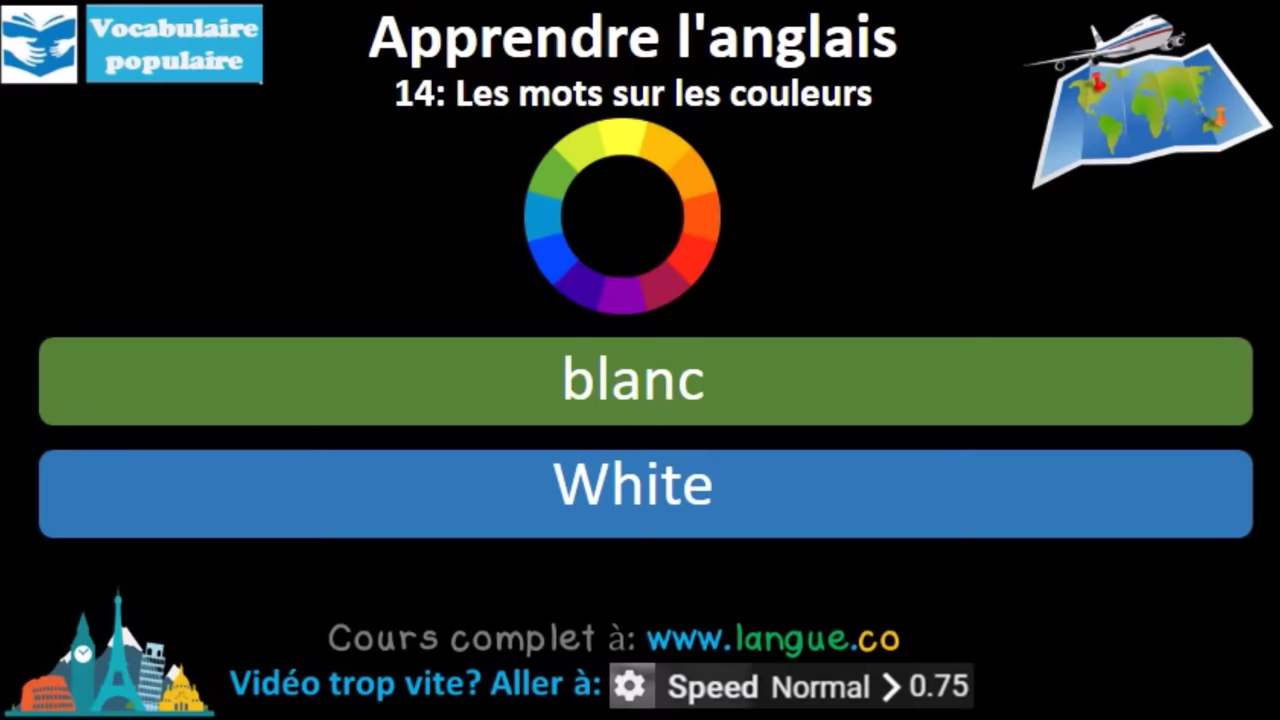 Vocabulaire
populaire
Apprendre l'anglais
14: Les mots sur les couleurs
blanc
White
Cours complet à: www.langue.co
Vidéo trop vite? Aller à: Speed Normal > 0.75